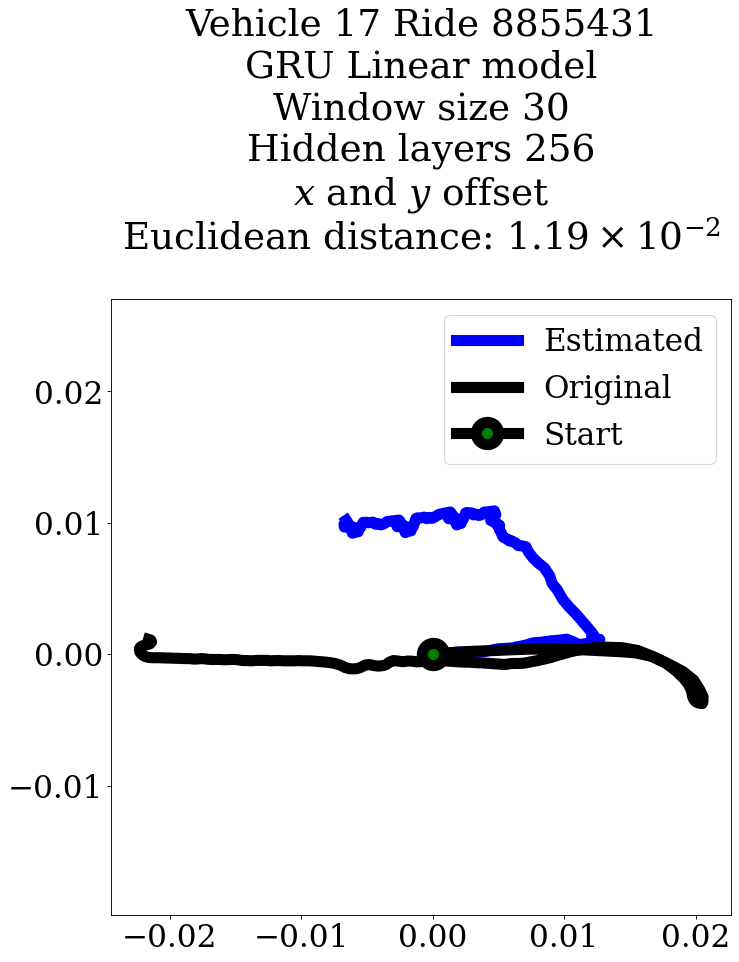 Vehicle 17 Ride 8855431
GRU Linear model
Window size 30
Hidden layers 256
x and y offset
Euclidean distance: 1.19 × 10⁻²
Estimated
Original
Start
0.02
0.01
0.00
−0.01
−0.02 −0.01 0.00 0.01 0.02